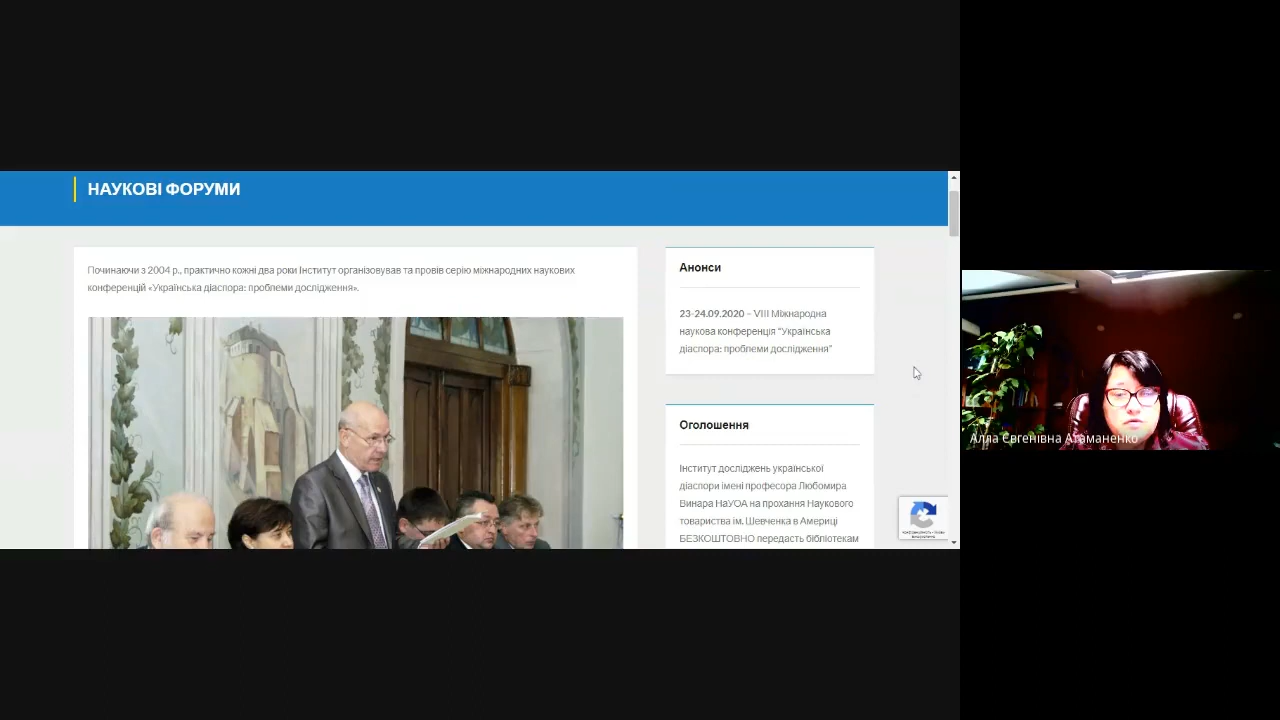 НАУКОВІ ФОРУМИ
Починаючи з 2004 р., практично кожні два роки Інститут організовував та провів серію міжнародних наукових
конференцій «Українська діаспора: проблеми дослідження».
Анонси
23-24.09.2020 – VIII Міжнародна
наукова конференція “Українська
діаспора: проблеми дослідження”
Оголошення
Інститут досліджень української
діаспори імені професора Любомира
Винара НаУОА на прохання Наукового
товариства ім. Шевченка в Америці
БЕЗКОШТОВНО передасть бібліотекам
Алла Євгенівна Атаманенко